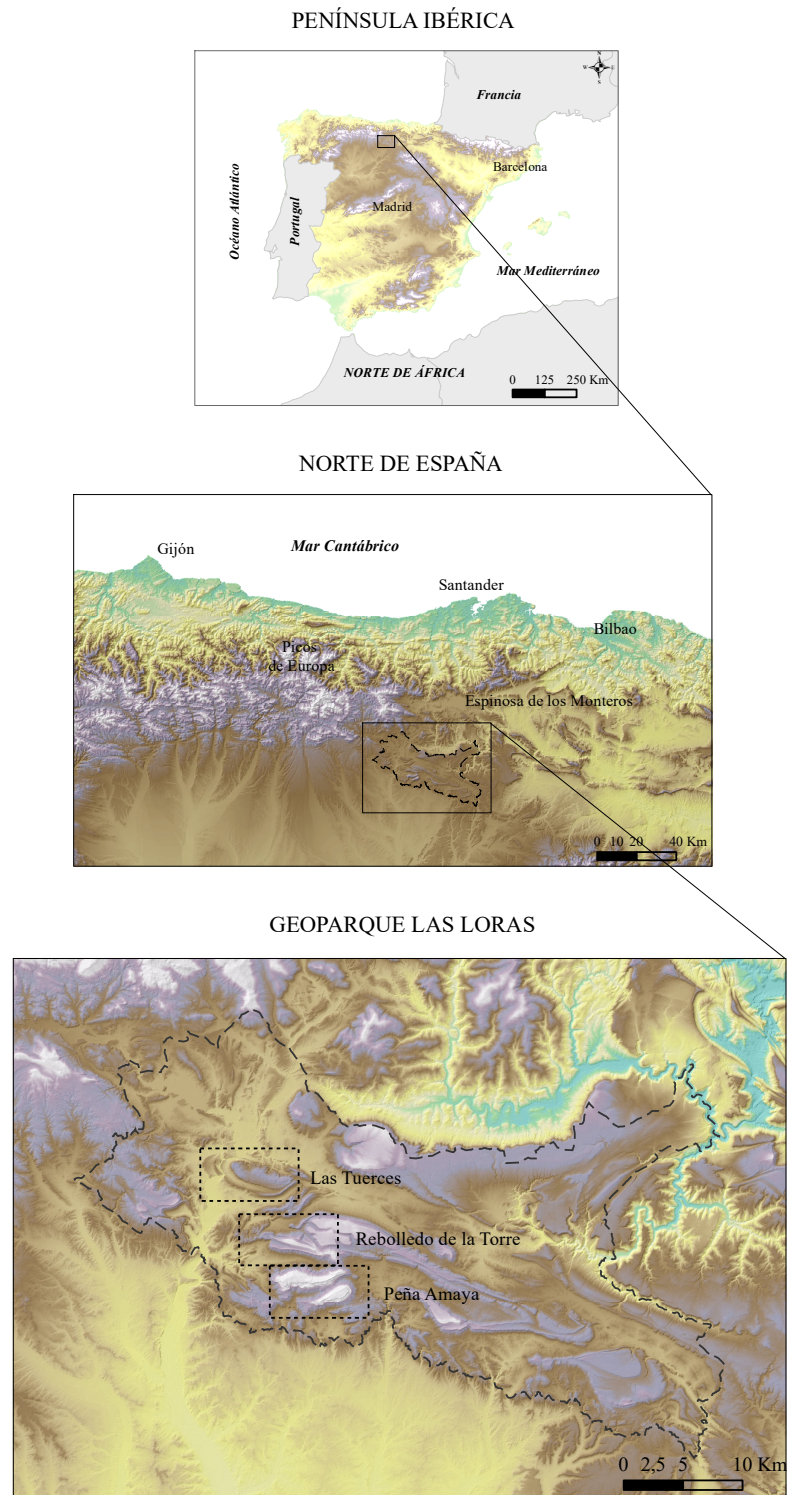 PENÍNSULA IBÉRICA
N
W
E
S
Francia
Barcelona
Océano Atlántico
Portugal
Madrid
Mar Mediterráneo
NORTE DE ÁFRICA
0 125 250 Km
NORTE DE ESPAÑA
Gijón
Mar Cantábrico
Santander
Bilbao
Picos
de Europa
Espinosa de los Monteros
0 10 20 40 Km
GEOPARQUE LAS LORAS
Las Tuerces
Rebolledo de la Torre
Peña Amaya
0 2,5 5 10 Km